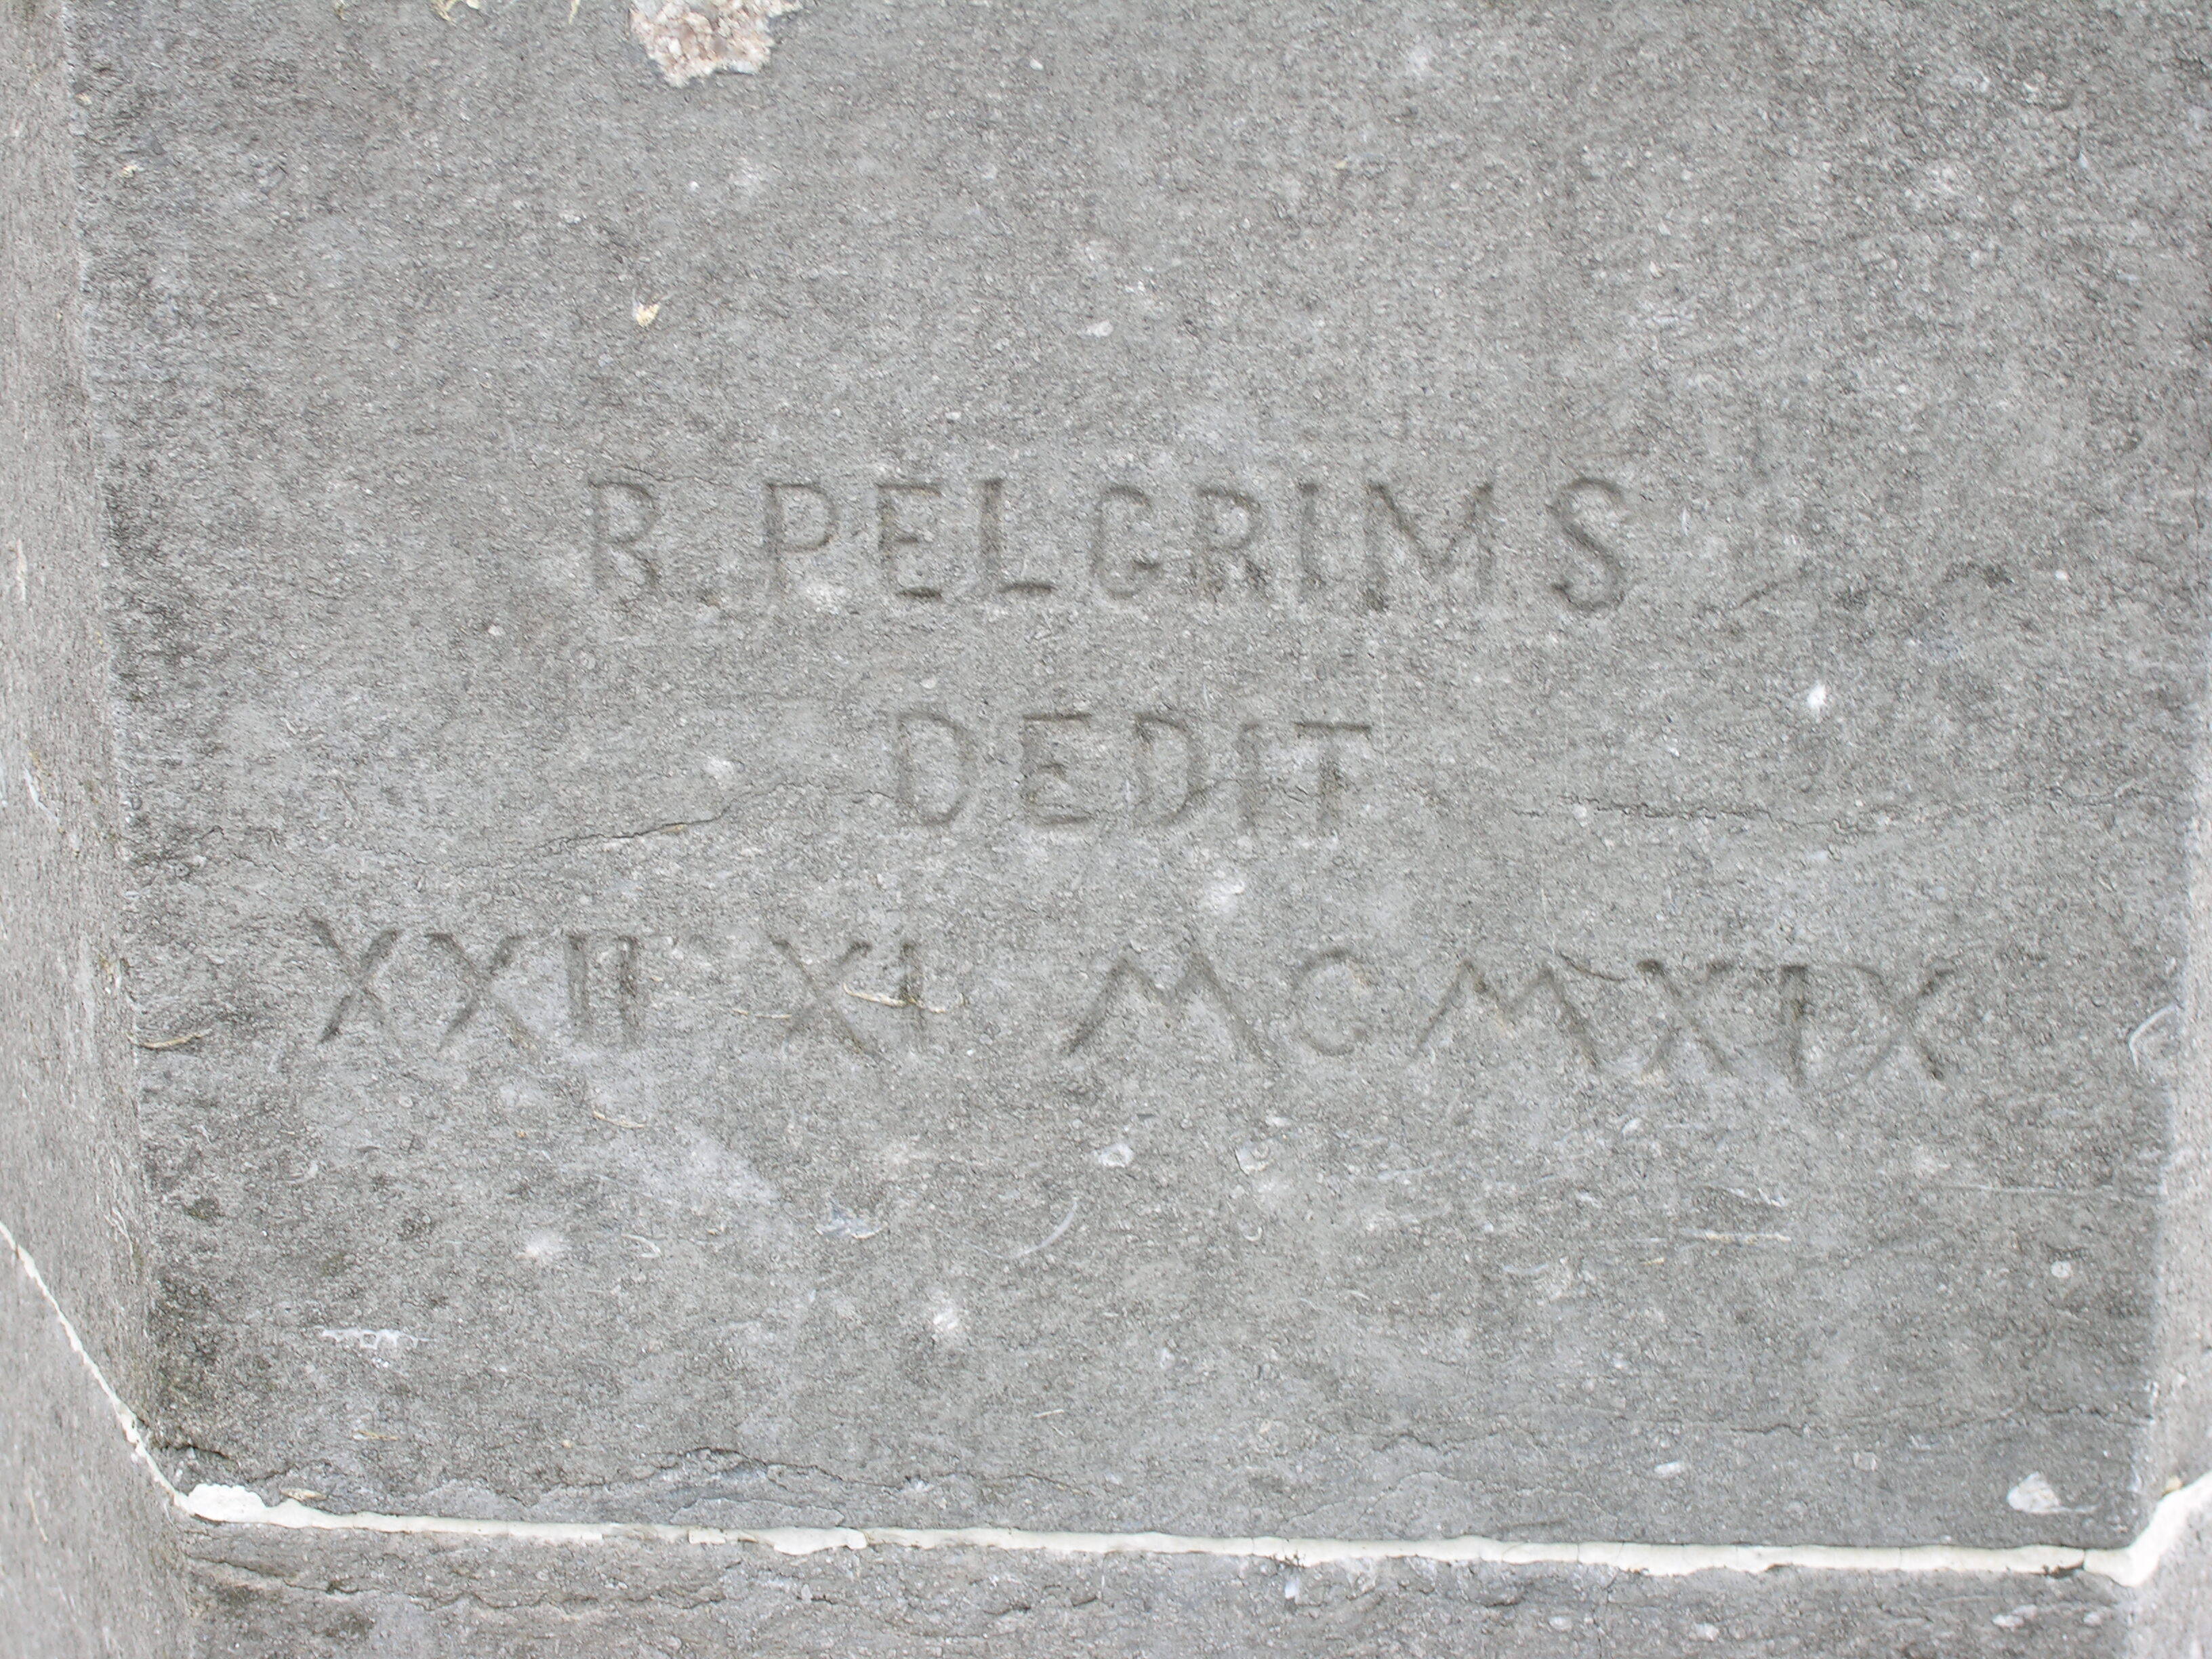 R. PELGRIMS
DEDIT
XXII XI MCMXIX